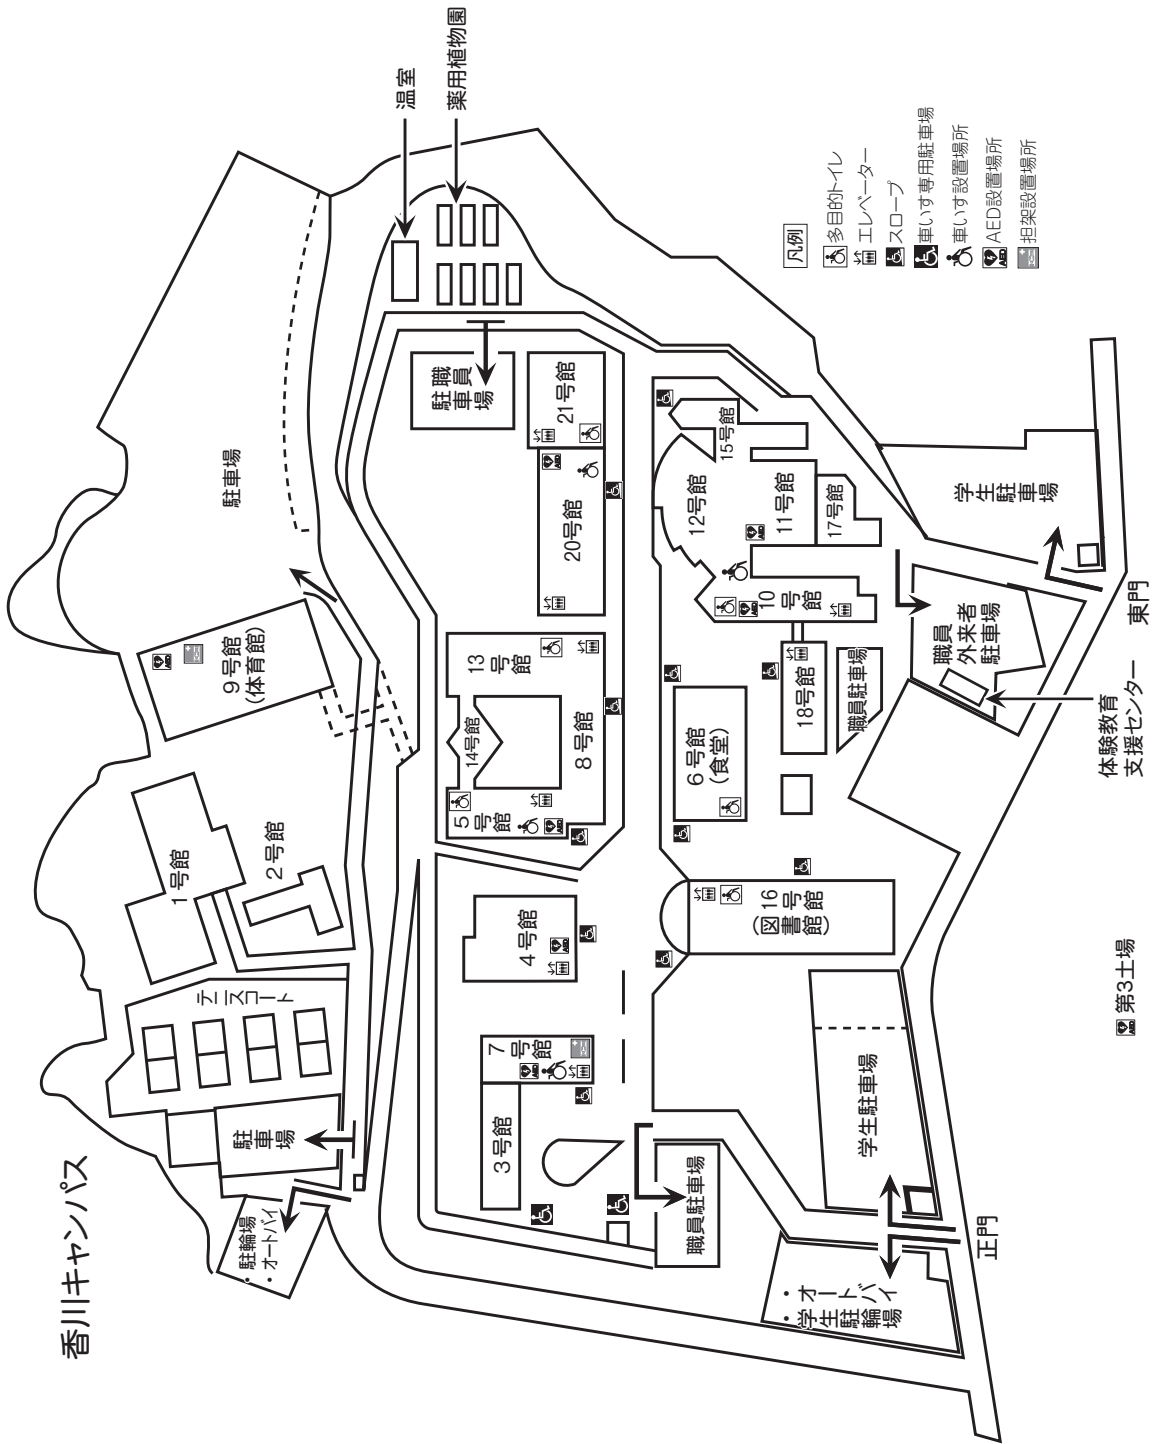 香川キャンパス
駐輪場
・オートバイ
駐車場
テニスコート
1号館
2号館
9号館
(体育館)
駐車場
温室
薬用植物園
3号館
7
号館
4号館
5
号館
14号館
13
号館
8号館
20号館
21号館
職員
駐車場
職員駐車場
16
号館
(図書館)
6号館
(食堂)
18号館
職員駐車場
10
号館
12号館
11号館
15号館
17号館
・オートバイ
・学生駐輪場
正門
学生駐車場
職員
外来者
駐車場
体験教育
支援センター
学生
駐車場
東門
凡例
多目的トイレ
エレベーター
スロープ
車いす専用駐車場
車いす設置場所
AED設置場所
担架設置場所
AED 第3土場
AED
AED
AED
AED
AED
AED
AED